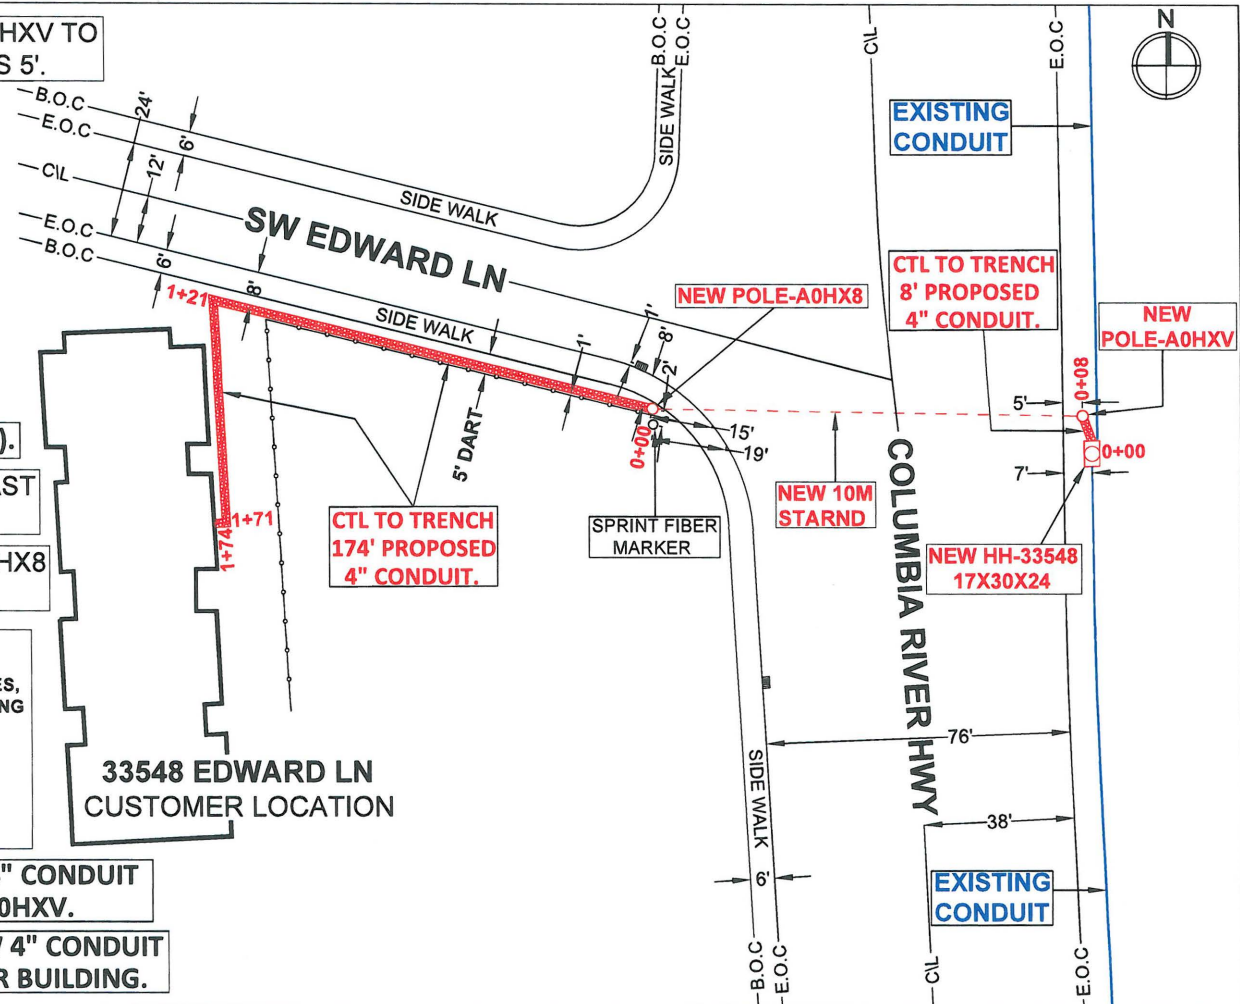 HXV TO
S 5'.
B.O.C
E.O.C
24'
6'
12'
C\L
E.O.C
B.O.C
6'
8'
SIDE WALK
SW EDWARD LN
SIDE WALK
B.O.C
E.O.C
SIDE WALK
C\L
E.O.C
N
EXISTING
CONDUIT
CTL TO TRENCH
8' PROPOSED
4" CONDUIT.
NEW
POLE-A0HXV
NEW POLE-A0HX8
1+21
1'
1'
8'
2'
5' DART
0+00
15'
19'
5'
0+08
0+00
7'
).
AST
HX8
ES,
NG
1+71
1+74
CTL TO TRENCH
174' PROPOSED
4" CONDUIT.
SPRINT FIBER
MARKER
NEW 10M
STARND
NEW HH-33548
17X30X24
COLUMBIA RIVER HWY
76'
38'
33548 EDWARD LN
CUSTOMER LOCATION
SIDE WALK
6'
" CONDUIT
0HXV.
4" CONDUIT
R BUILDING.
EXISTING
CONDUIT
B.O.C
E.O.C
C\L
E.O.C